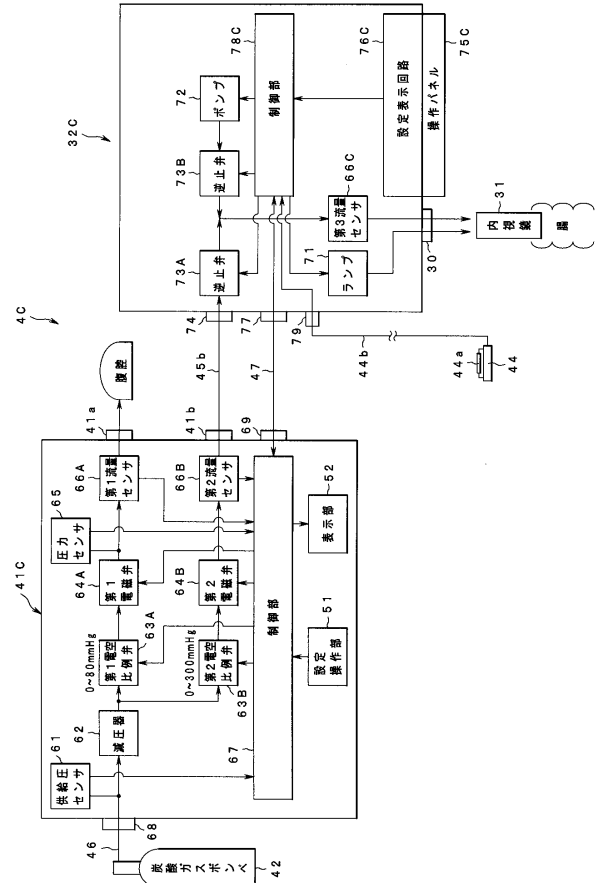 4C
41C
供給圧
センサ
61
減圧器
62
0~80mmHg
第1電空
比例弁
63A
第1
電磁弁
64A
圧力
センサ
65
第1流量
センサ
66A
41a
腹腔
0~300mmHg
第2電空
比例弁
63B
第2
電磁弁
64B
第2流量
センサ
66B
41b
45b
制御部
67
69
47
設定
操作部
51
表示部
52
68
46
炭酸ガスボンベ
42
32C
74
逆止弁
73A
逆止弁
73B
ポンプ
72
制御部
78C
77
79
ランプ
71
第3流量
センサ
66C
設定表示回路
76C
操作パネル
75C
30
内視鏡
31
腸
44b
44a
44